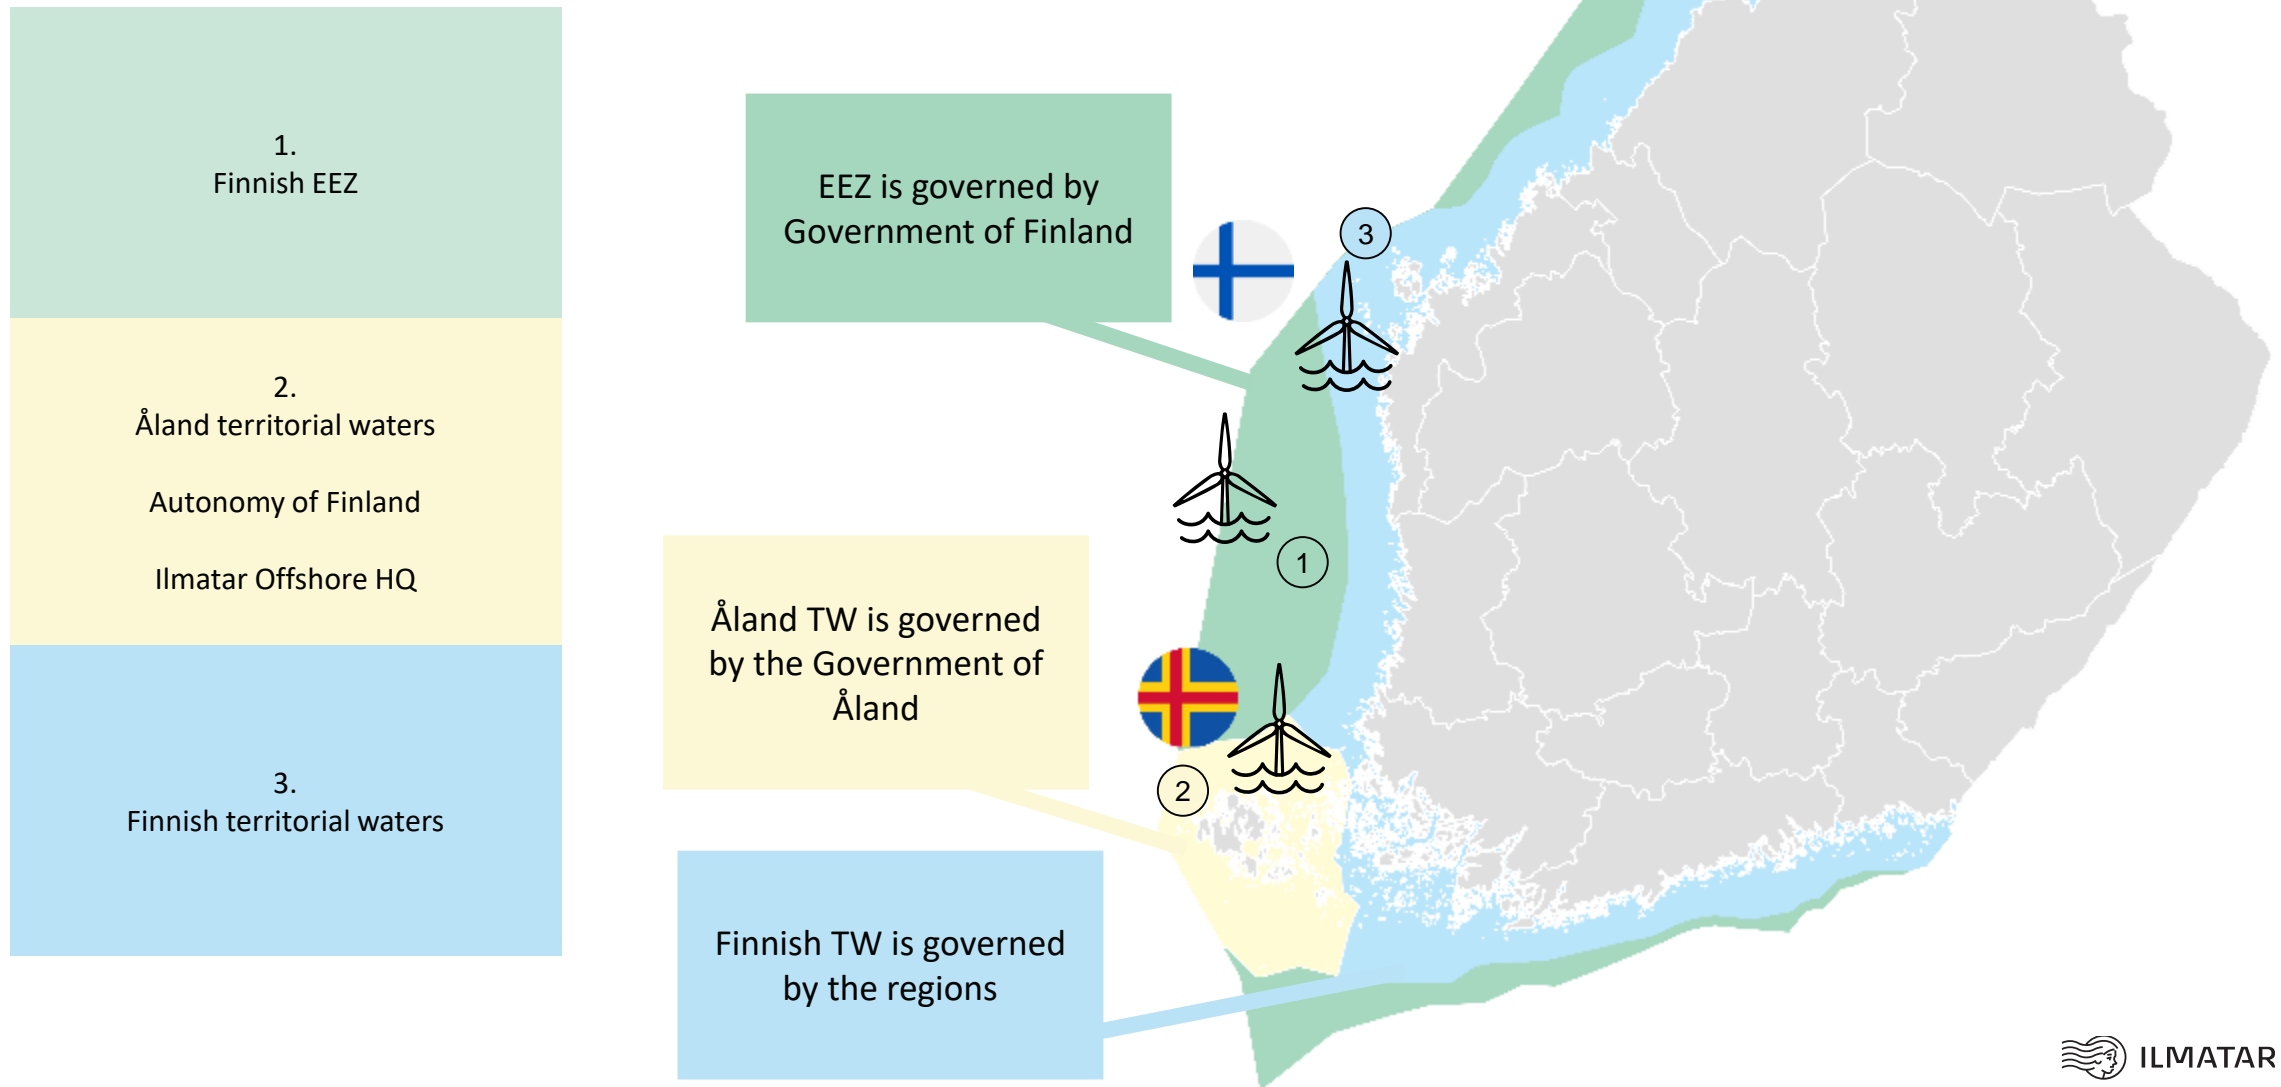 1.
Finnish EEZ
2.
Åland territorial waters
Autonomy of Finland
Ilmatar Offshore HQ
3.
Finnish territorial waters
EEZ is governed by
Government of Finland
Åland TW is governed
by the Government of
Åland
Finnish TW is governed
by the regions
3
1
2
ILMATAR